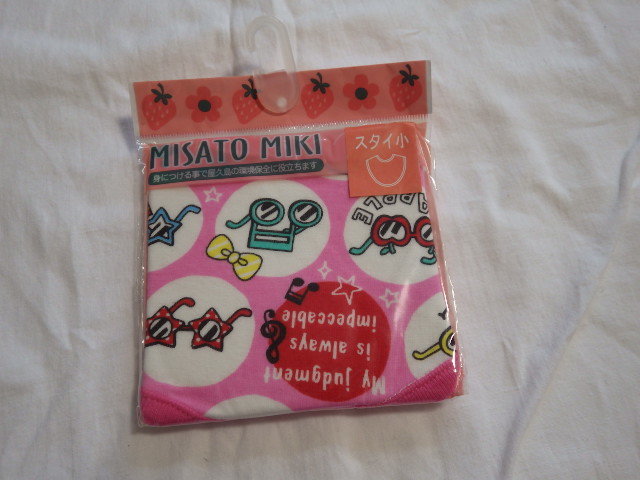 MISATO MIKI
身につける事で屋久島の環境保全に役立ちます
スタイ小
APPLE
My judgment
is always
impeccable